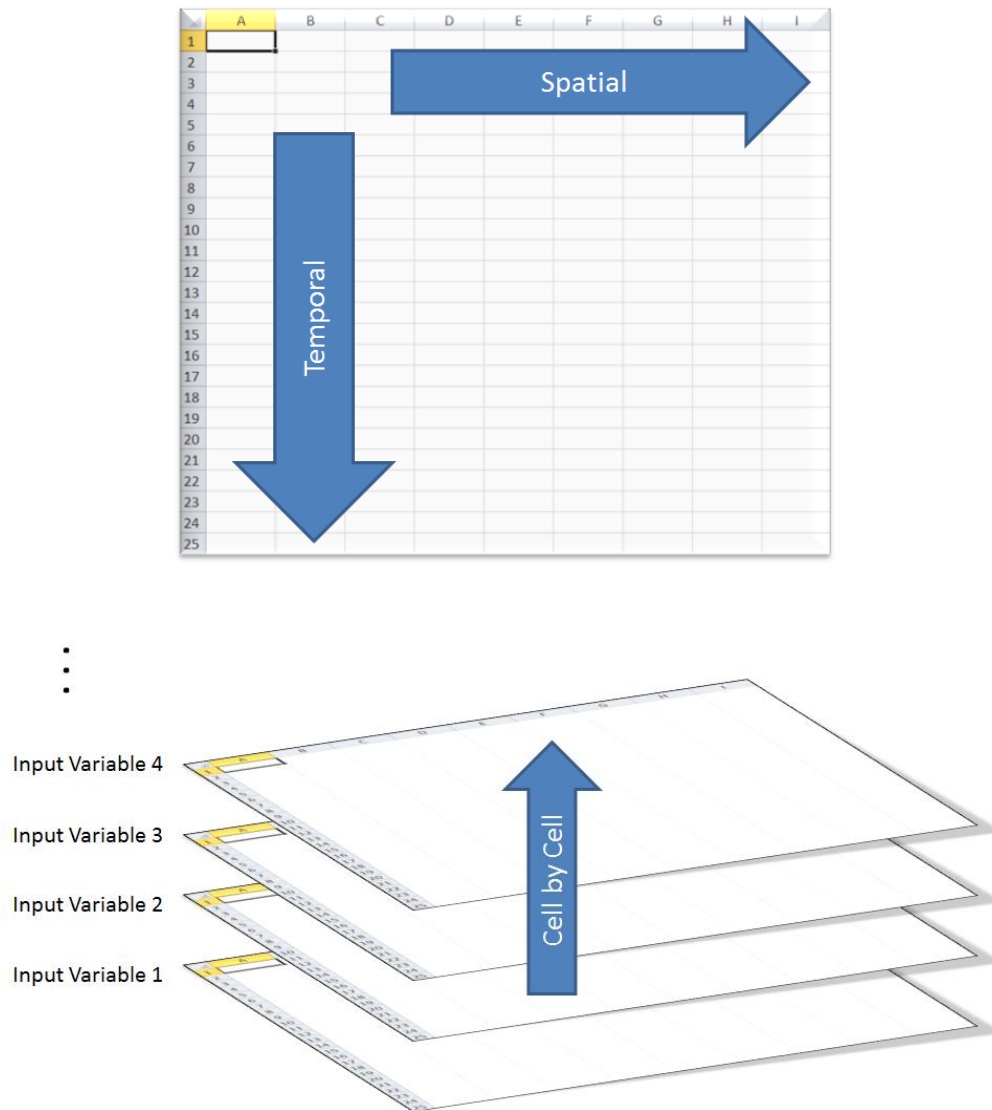 A B C D E F G H I
1
2
3
4
5
6
7
8
9
10
11
12
13
14
15
16
17
18
19
20
21
22
23
24
25
Spatial
Temporal
Input Variable 4
Input Variable 3
Input Variable 2
Input Variable 1
A B C D E F G H I
A
A
A
Cell by Cell